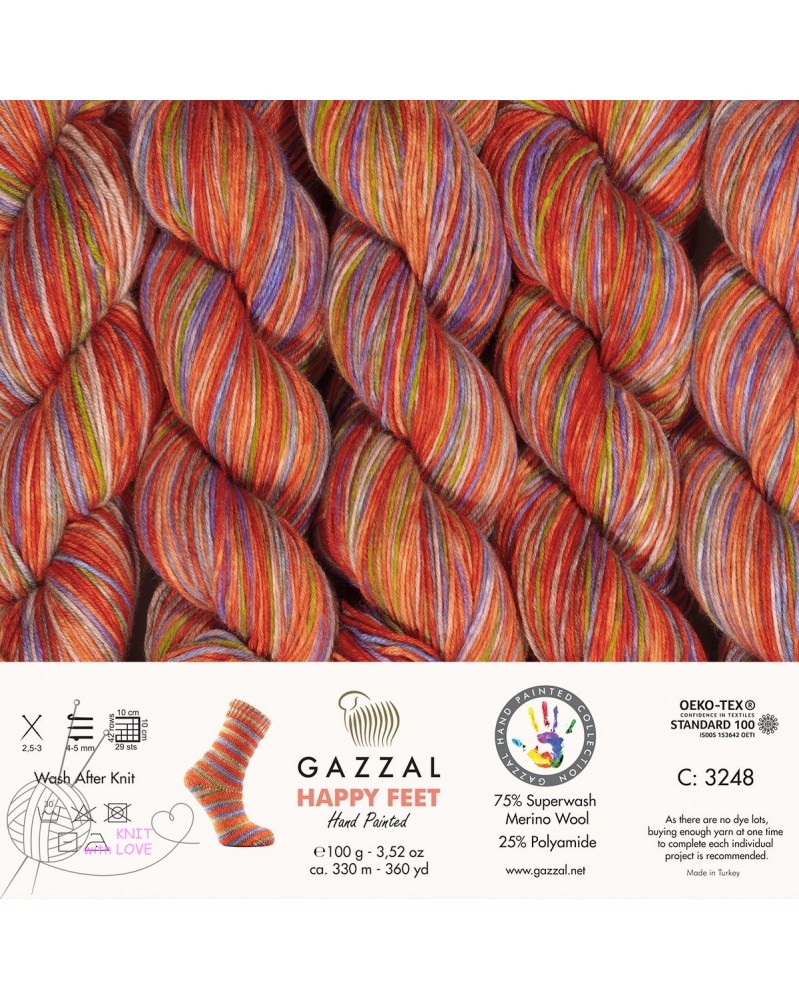 10 cm
42 rows
10 cm
2,5-3
4-5 mm
29 sts
Wash After Knit
30
KNIT
with LOVE
GAZZAL
HAPPY FEET
Hand Painted
℮100 g - 3,52 oz
ca. 330 m - 360 yd
GAZZAL HAND PAINTED COLLECTION
75% Superwash
Merino Wool
25% Polyamide
www.gazzal.net
OEKO-TEX®
CONFIDENCE IN TEXTILES
STANDARD 100
IS005 153642 OETI
C: 3248
As there are no dye lots,
buying enough yarn at one time
to complete each individual
project is recommended.
Made in Turkey